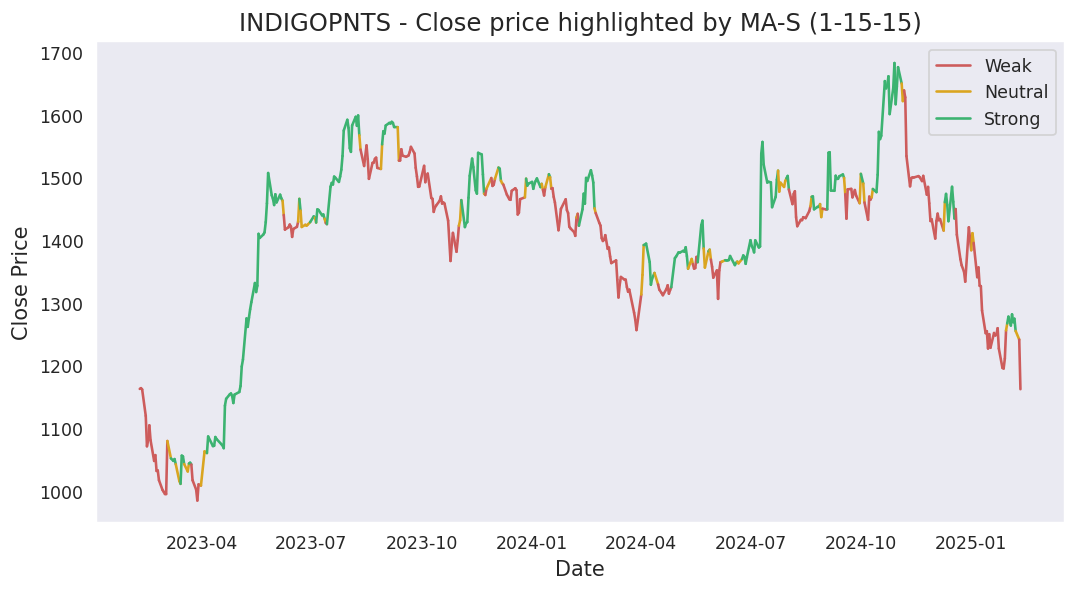 INDIGOPNTS - Close price highlighted by MA-S (1-15-15)
Weak
Neutral
Strong
Close Price
1700
1600
1500
1400
1300
1200
1100
1000
2023-04 2023-07 2023-10 2024-01 2024-04 2024-07 2024-10 2025-01
Date